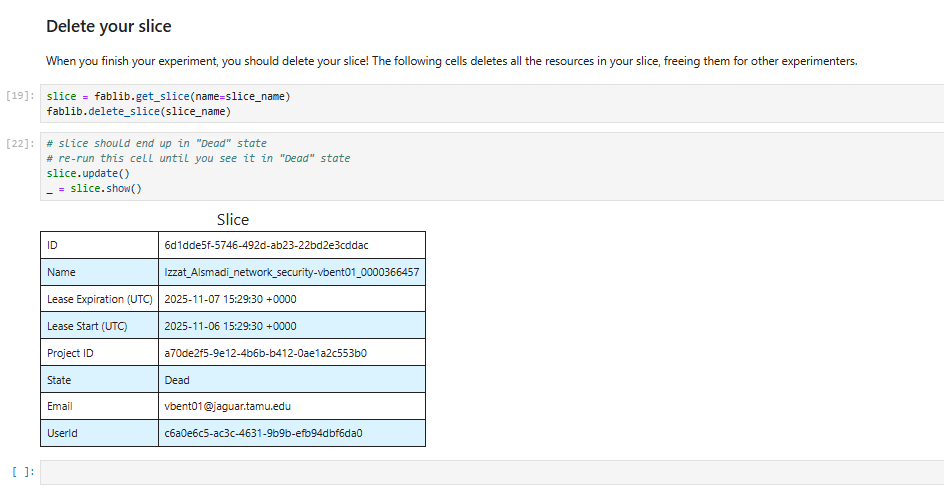 Delete your slice
When you finish your experiment, you should delete your slice! The following cells deletes all the resources in your slice, freeing them for other experimenters.
[19]: slice = fablib.get_slice(name=slice_name)
fablib.delete_slice(slice_name)
[22]: # slice should end up in "Dead" state
# re-run this cell until you see it in "Dead" state
slice.update()
_ = slice.show()
Slice
ID 6d1dde5f-5746-492d-ab23-22bd2e3cddac
Name Izzat_Alsmadi_network_security-vbent01_0000366457
Lease Expiration (UTC) 2025-11-07 15:29:30 +0000
Lease Start (UTC) 2025-11-06 15:29:30 +0000
Project ID a70de2f5-9e12-4b6b-b412-0ae1a2c553b0
State Dead
Email vbent01@jaguar.tamu.edu
UserId c6a0e6c5-ac3c-4631-9b9b-efb94dbf6da0
[ ]: